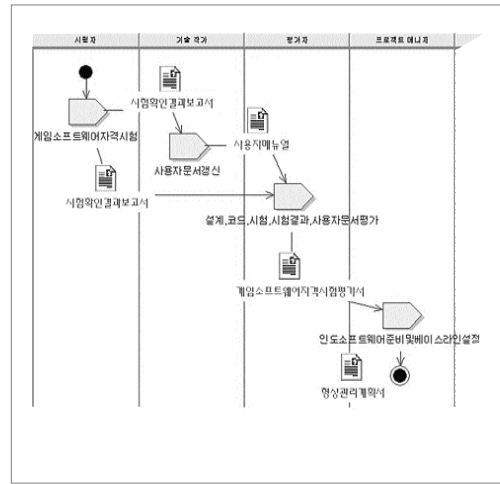 시험자
기술 작가
평가자
프로젝트 매니저
시험확인결과보고서
게임소프트웨어자격시험
사용자메뉴얼
사용자문서갱신
시험확인결과보고서
설계,코드,시험,시험결과,사용자문서평가
게임소프트웨어자격시험평가서
인도소프트웨어준비및베이스라인설정
형상관리계획서